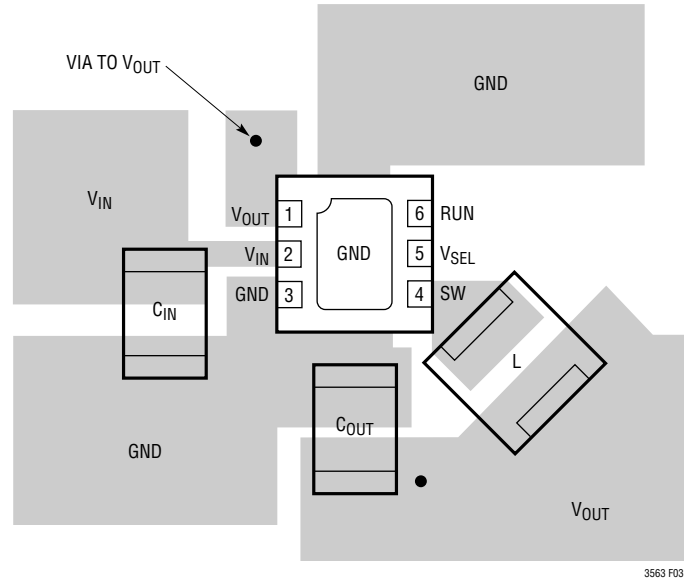 VIA TO VOUT
GND
VIN
VOUT 1
6 RUN
VIN 2
GND
5 VSEL
GND 3
4 SW
CIN
L
COUT
GND
VOUT
3563 F03